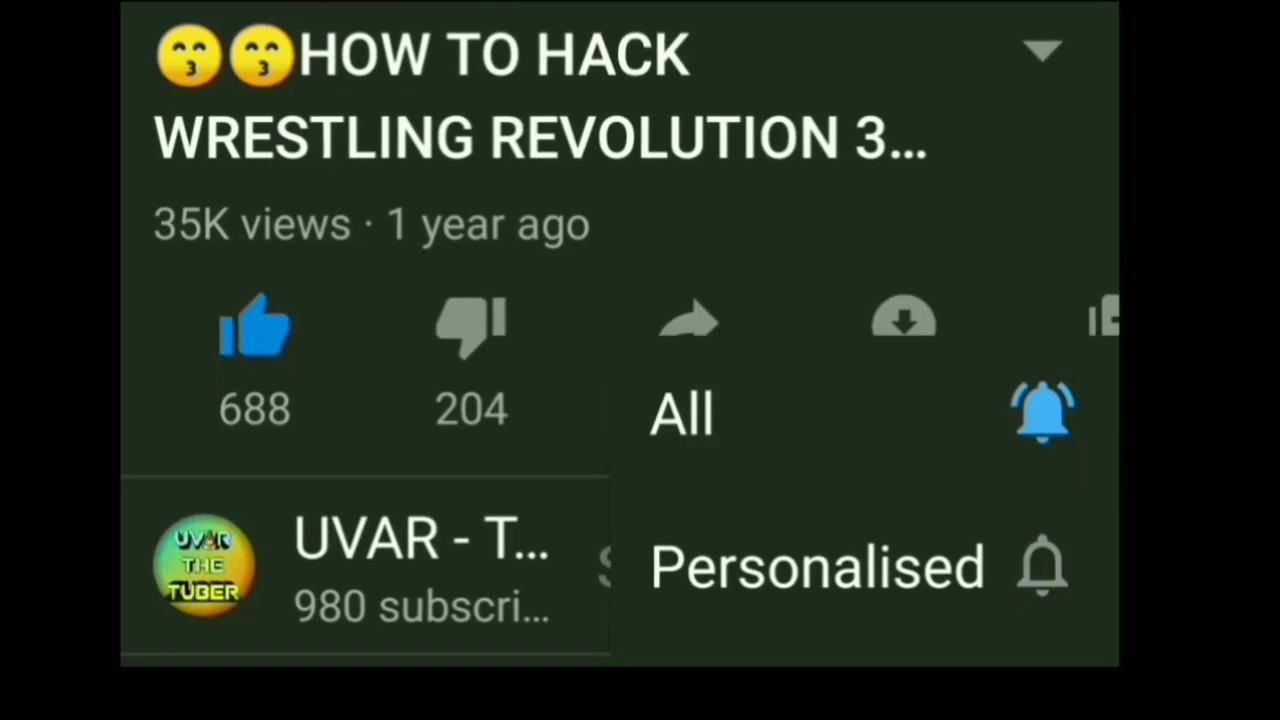 😙😙HOW TO HACK
WRESTLING REVOLUTION 3...
35K views · 1 year ago
688
204
All
UVAR - T...
980 subscri...
Personalised
UVAR
THE
TUBER